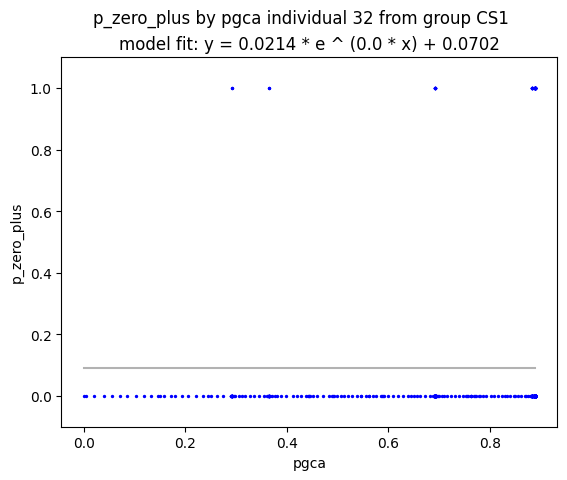 p_zero_plus by pgca individual 32 from group CS1
model fit: y = 0.0214 * e ^ (0.0 * x) + 0.0702
1.0
0.8
0.6
0.4
0.2
0.0
p_zero_plus
0.0 0.2 0.4 0.6 0.8
pgca